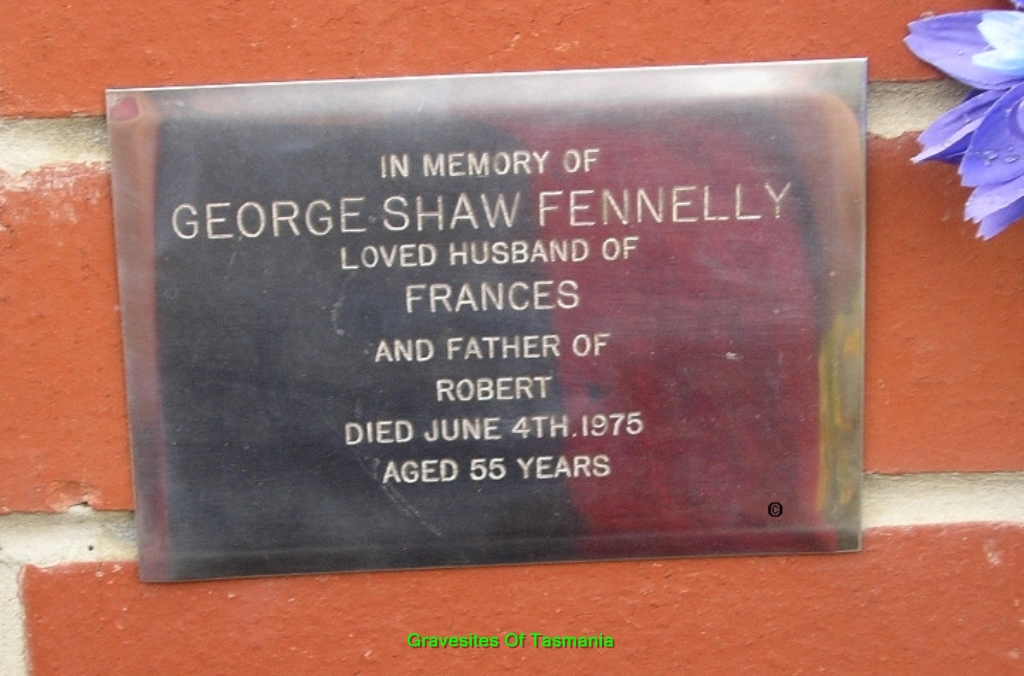 IN MEMORY OF
GEORGE SHAW FENNELLY
LOVED HUSBAND OF
FRANCES
AND FATHER OF
ROBERT
DIED JUNE 4TH.1975
AGED 55 YEARS
©
Gravesites Of Tasmania